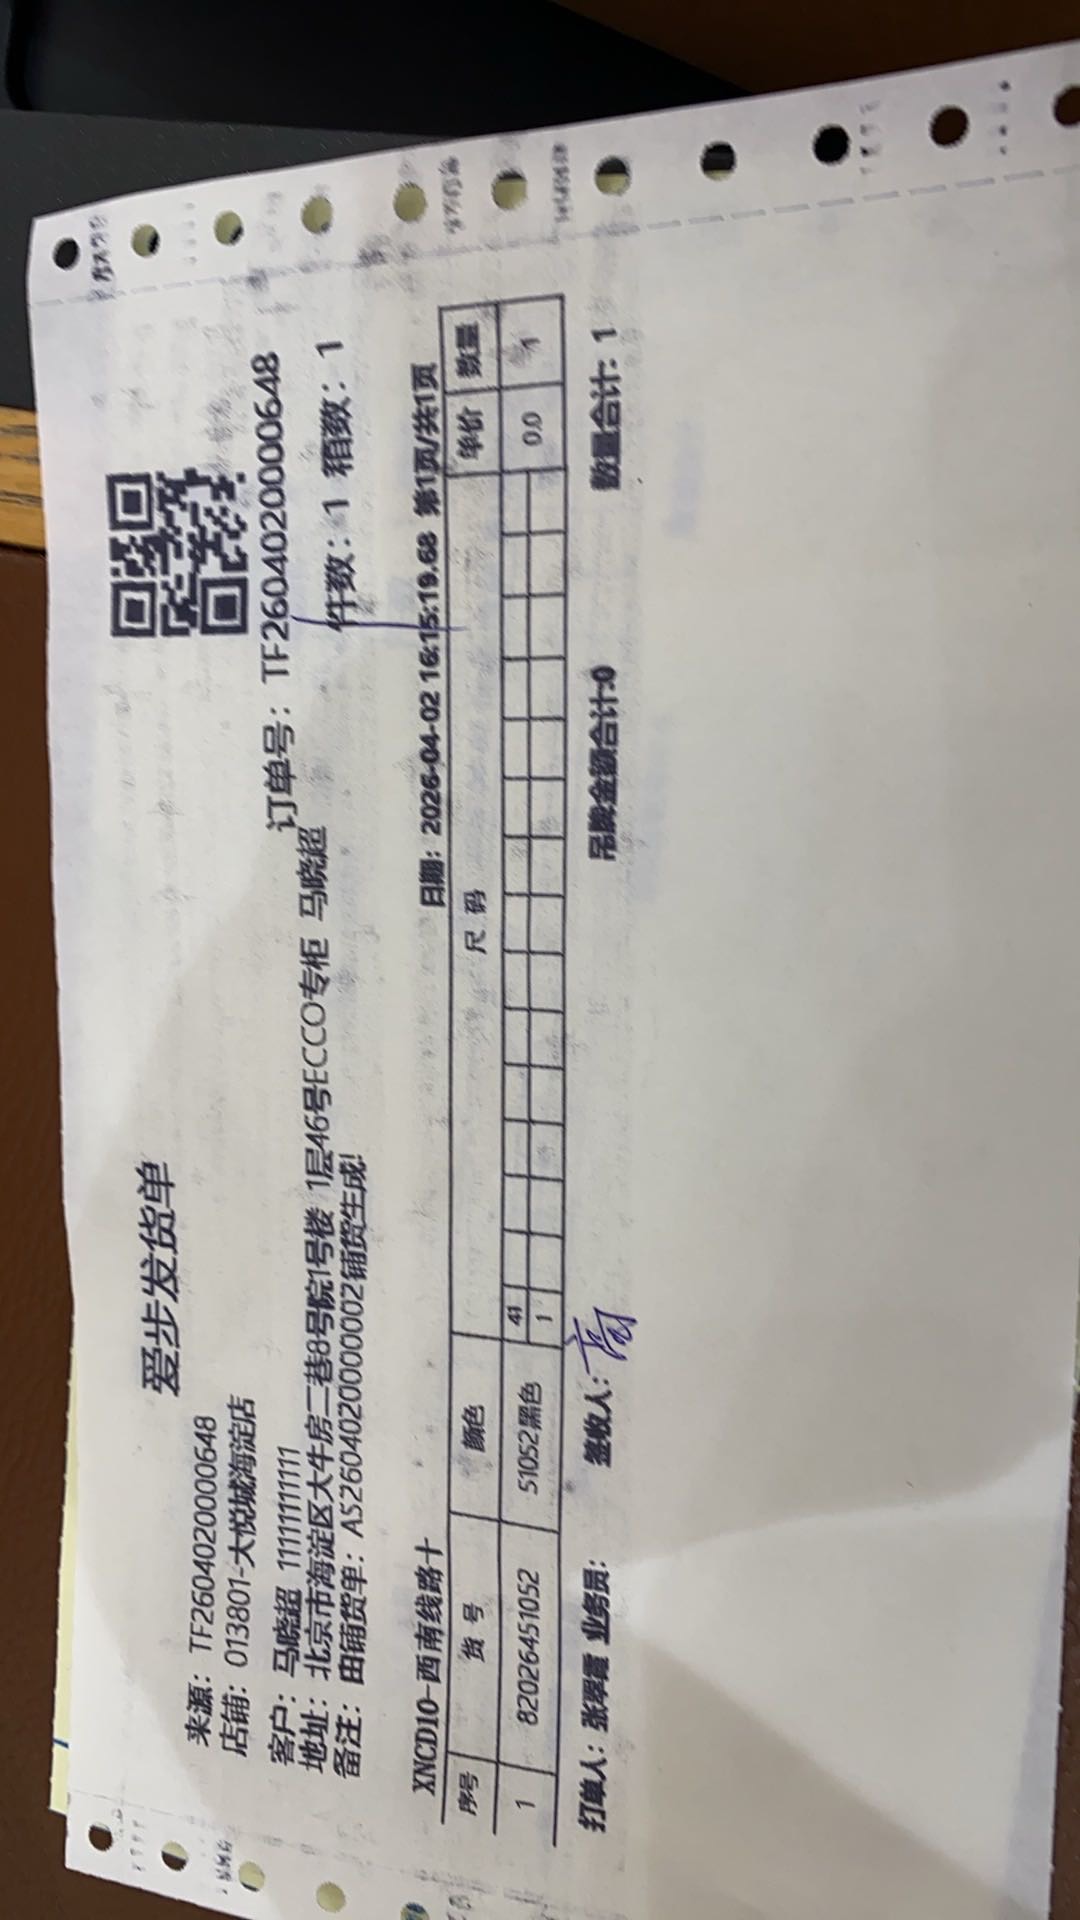 爱步发货单
来源：TF260402000648
店铺：013801-大悦城海淀店
订单号：TF260402000648
客户：马晓超 11111111111
地址：北京市海淀区大牛房二巷8号院1号楼 1层46号ECCO专柜 马晓超
件数：1 箱数：1
备注：由铺货单：AS260402000002铺货生成!
XNCD10-西南线路十 日期：2026-04-02 16:15:19.68 第1页/共1页
序号 货号 颜色 尺码 单价 数量
41
1 82026451052 51052黑色 0.0 1
1
打单人：张翠霞 业务员： 签收人：高 吊牌金额合计:0 数量合计：1